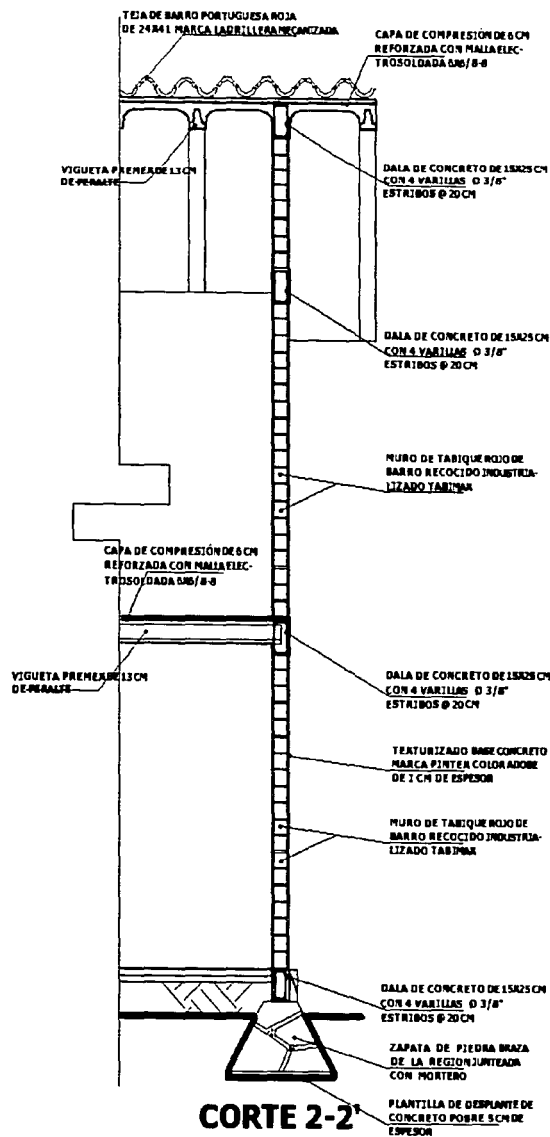 TEJA DE BARRO PORTUGUESA ROJA
DE 24X41 MARCA LADRILLERA MECANIZADA
CAPA DE COMPRESIÓN DE 6 CM
REFORZADA CON MALLA ELEC-
TROSOLDADA 6X6/8-8
VIGUETA PREMEX DE 13 CM
DE PERALTE
DALA DE CONCRETO DE 15X25 CM
CON 4 VARILLAS Ø 3/8"
ESTRIBOS @ 20 CM
DALA DE CONCRETO DE 15X25 CM
CON 4 VARILLAS Ø 3/8"
ESTRIBOS @ 20 CM
MURO DE TABIQUE ROJO DE
BARRO RECOCIDO INDUSTRIA-
LIZADO TABIMAX
CAPA DE COMPRESIÓN DE 6 CM
REFORZADA CON MALLA ELEC-
TROSOLDADA 6X6/8-8
VIGUETA PREMEX DE 13 CM
DE PERALTE
DALA DE CONCRETO DE 15X25 CM
CON 4 VARILLAS Ø 3/8"
ESTRIBOS @ 20 CM
TEXTURIZADO BASE CONCRETO
MARCA PINTEX COLOR ADOBE
DE 1 CM DE ESPESOR
MURO DE TABIQUE ROJO DE
BARRO RECOCIDO INDUSTRIA-
LIZADO TABIMAX
DALA DE CONCRETO DE 15X25 CM
CON 4 VARILLAS Ø 3/8"
ESTRIBOS @ 20 CM
ZAPATA DE PIEDRA BRAZA
DE LA REGION JUNTEADA
CON MORTERO
PLANTILLA DE DESPLANTE DE
CONCRETO POBRE 5 CM DE
ESPESOR
CORTE 2-2'